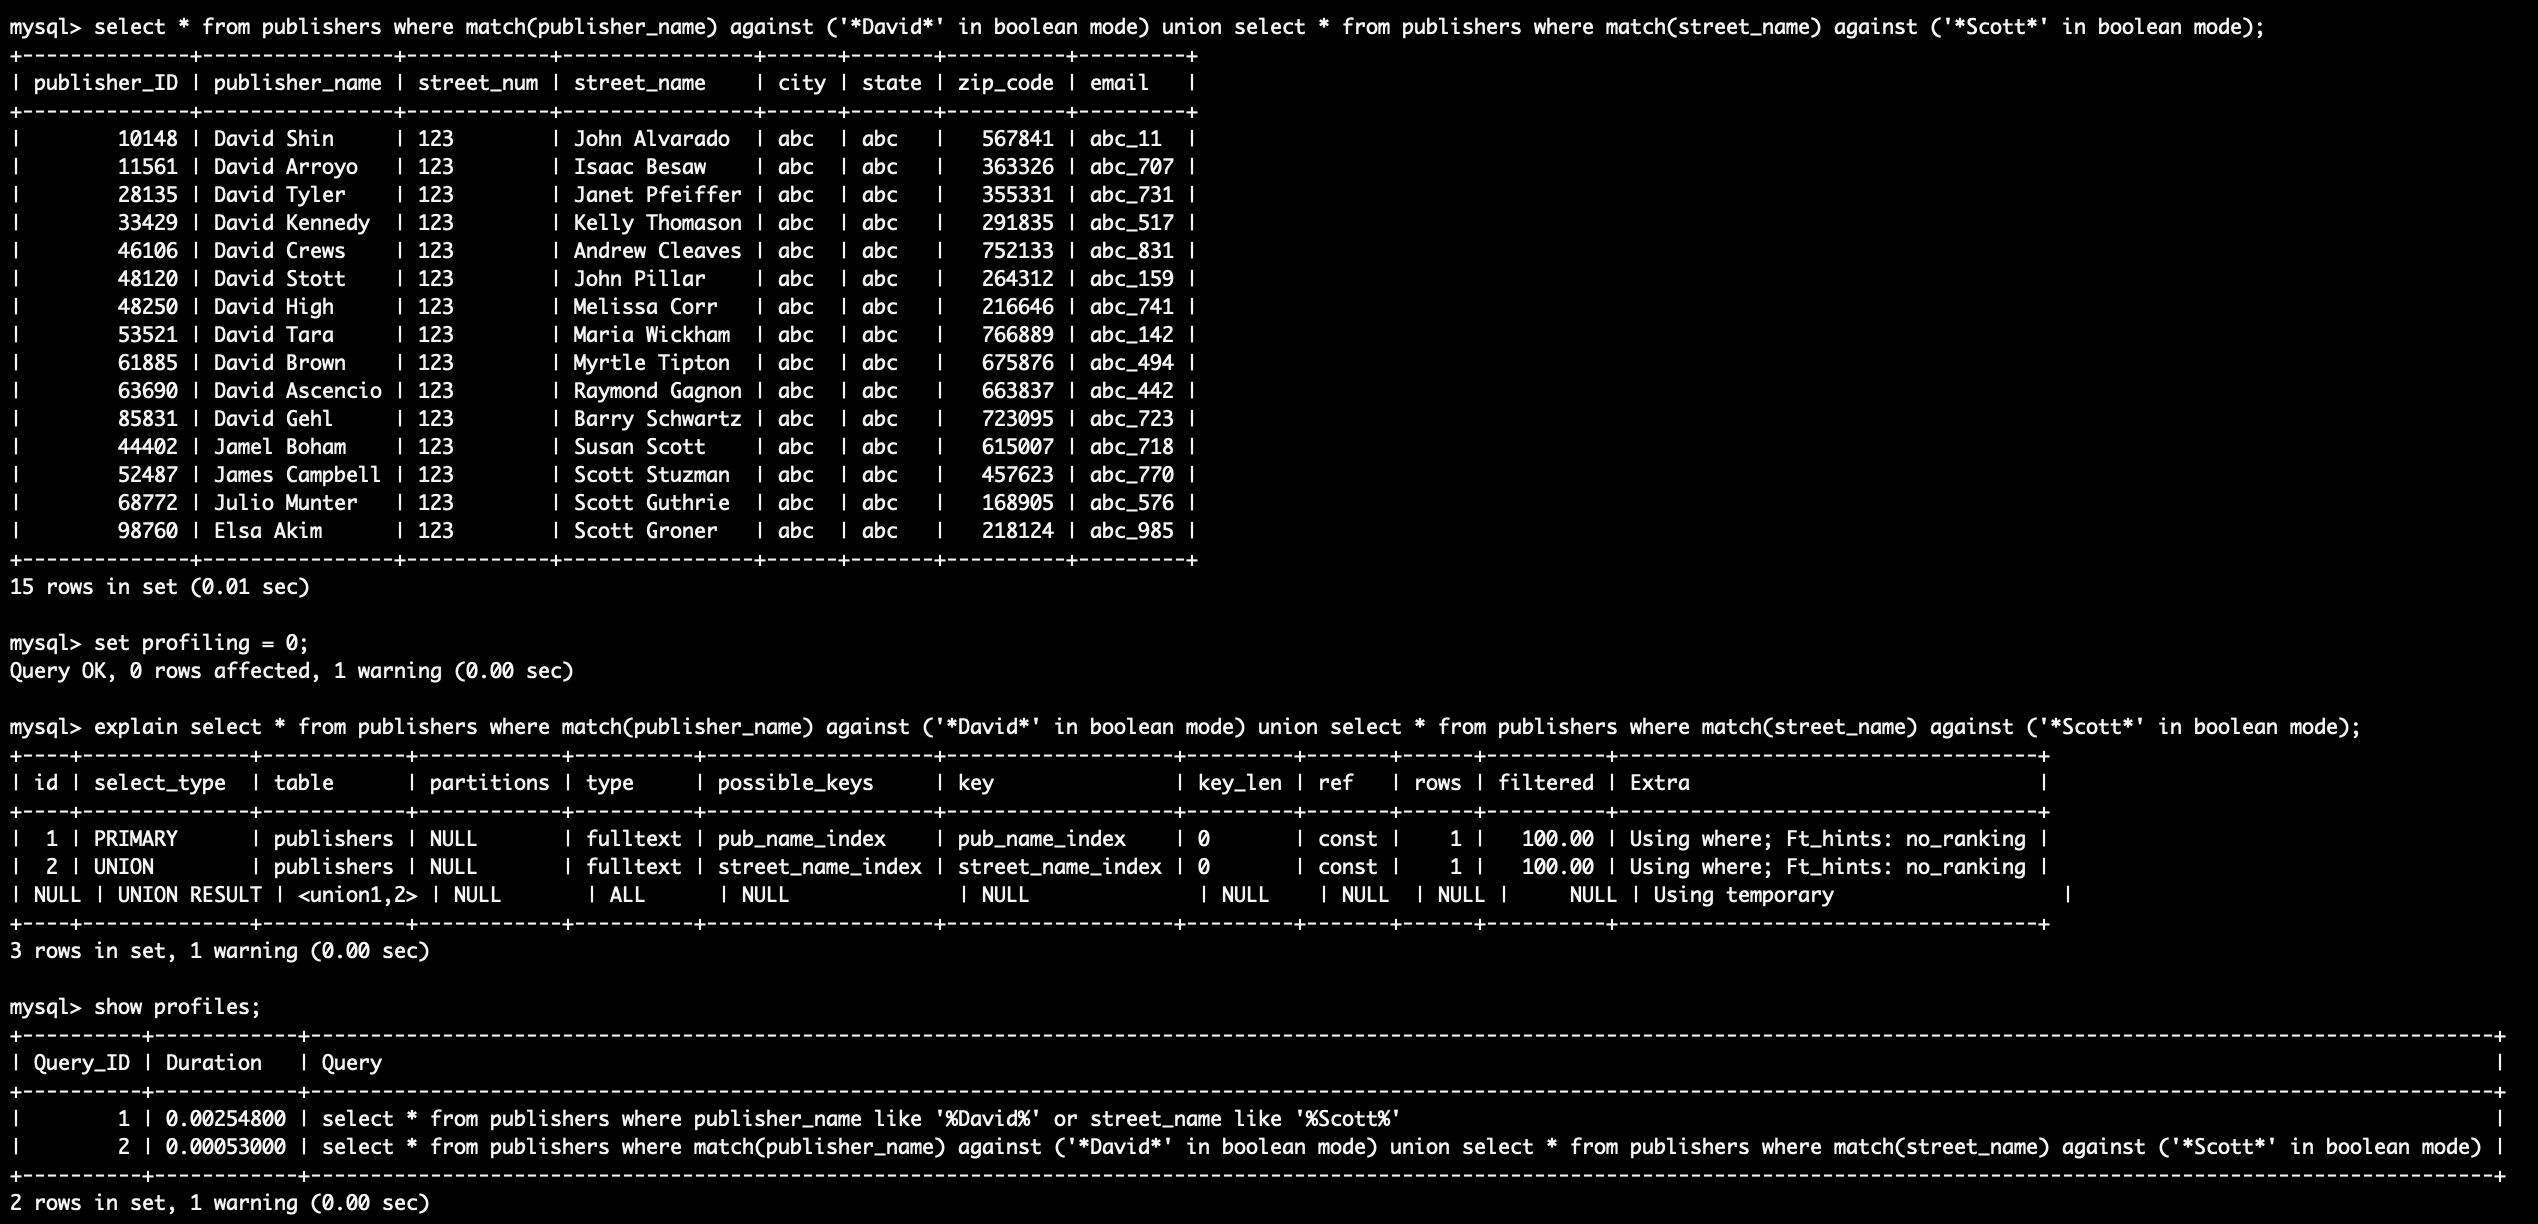 mysql> select * from publishers where match(publisher_name) against ('*David*' in boolean mode) union select * from publishers where match(street_name) against ('*Scott*' in boolean mode);
+--------------+----------------+------------+----------------+------+-------+----------+---------+
| publisher_ID | publisher_name | street_num | street_name    | city | state | zip_code | email   |
+--------------+----------------+------------+----------------+------+-------+----------+---------+
|        10148 | David Shin     | 123        | John Alvarado  | abc  | abc   |   567841 | abc_11  |
|        11561 | David Arroyo   | 123        | Isaac Besaw    | abc  | abc   |   363326 | abc_707 |
|        28135 | David Tyler    | 123        | Janet Pfeiffer | abc  | abc   |   355331 | abc_731 |
|        33429 | David Kennedy  | 123        | Kelly Thomason | abc  | abc   |   291835 | abc_517 |
|        46106 | David Crews    | 123        | Andrew Cleaves | abc  | abc   |   752133 | abc_831 |
|        48120 | David Stott    | 123        | John Pillar    | abc  | abc   |   264312 | abc_159 |
|        48250 | David High     | 123        | Melissa Corr   | abc  | abc   |   216646 | abc_741 |
|        53521 | David Tara     | 123        | Maria Wickham  | abc  | abc   |   766889 | abc_142 |
|        61885 | David Brown    | 123        | Myrtle Tipton  | abc  | abc   |   675876 | abc_494 |
|        63690 | David Ascencio | 123        | Raymond Gagnon | abc  | abc   |   663837 | abc_442 |
|        85831 | David Gehl     | 123        | Barry Schwartz | abc  | abc   |   723095 | abc_723 |
|        44402 | Jamel Boham    | 123        | Susan Scott    | abc  | abc   |   615007 | abc_718 |
|        52487 | James Campbell | 123        | Scott Stuzman  | abc  | abc   |   457623 | abc_770 |
|        68772 | Julio Munter   | 123        | Scott Guthrie  | abc  | abc   |   168905 | abc_576 |
|        98760 | Elsa Akim      | 123        | Scott Groner   | abc  | abc   |   218124 | abc_985 |
+--------------+----------------+------------+----------------+------+-------+----------+---------+
15 rows in set (0.01 sec)
mysql> set profiling = 0;
Query OK, 0 rows affected, 1 warning (0.00 sec)
mysql> explain select * from publishers where match(publisher_name) against ('*David*' in boolean mode) union select * from publishers where match(street_name) against ('*Scott*' in boolean mode);
+----+--------------+------------+------------+----------+-------------------+-------------------+---------+-------+------+----------+-----------------------------------+
| id | select_type  | table      | partitions | type     | possible_keys     | key               | key_len | ref   | rows | filtered | Extra                             |
+----+--------------+------------+------------+----------+-------------------+-------------------+---------+-------+------+----------+-----------------------------------+
|  1 | PRIMARY      | publishers | NULL       | fulltext | pub_name_index    | pub_name_index    | 0       | const |    1 |   100.00 | Using where; Ft_hints: no_ranking |
|  2 | UNION        | publishers | NULL       | fulltext | street_name_index | street_name_index | 0       | const |    1 |   100.00 | Using where; Ft_hints: no_ranking |
| NULL | UNION RESULT | <union1,2> | NULL       | ALL      | NULL              | NULL              | NULL    | NULL  | NULL |     NULL | Using temporary                   |
+----+--------------+------------+------------+----------+-------------------+-------------------+---------+-------+------+----------+-----------------------------------+
3 rows in set, 1 warning (0.00 sec)
mysql> show profiles;
+----------+------------+--------------------------------------------------------------------------------------------------------------------------------------------------------------------------------------+
| Query_ID | Duration   | Query                                                                                                                                                                                |
+----------+------------+--------------------------------------------------------------------------------------------------------------------------------------------------------------------------------------+
|        1 | 0.00254800 | select * from publishers where publisher_name like '%David%' or street_name like '%Scott%'                                                                                           |
|        2 | 0.00053000 | select * from publishers where match(publisher_name) against ('*David*' in boolean mode) union select * from publishers where match(street_name) against ('*Scott*' in boolean mode) |
+----------+------------+--------------------------------------------------------------------------------------------------------------------------------------------------------------------------------------+
2 rows in set, 1 warning (0.00 sec)